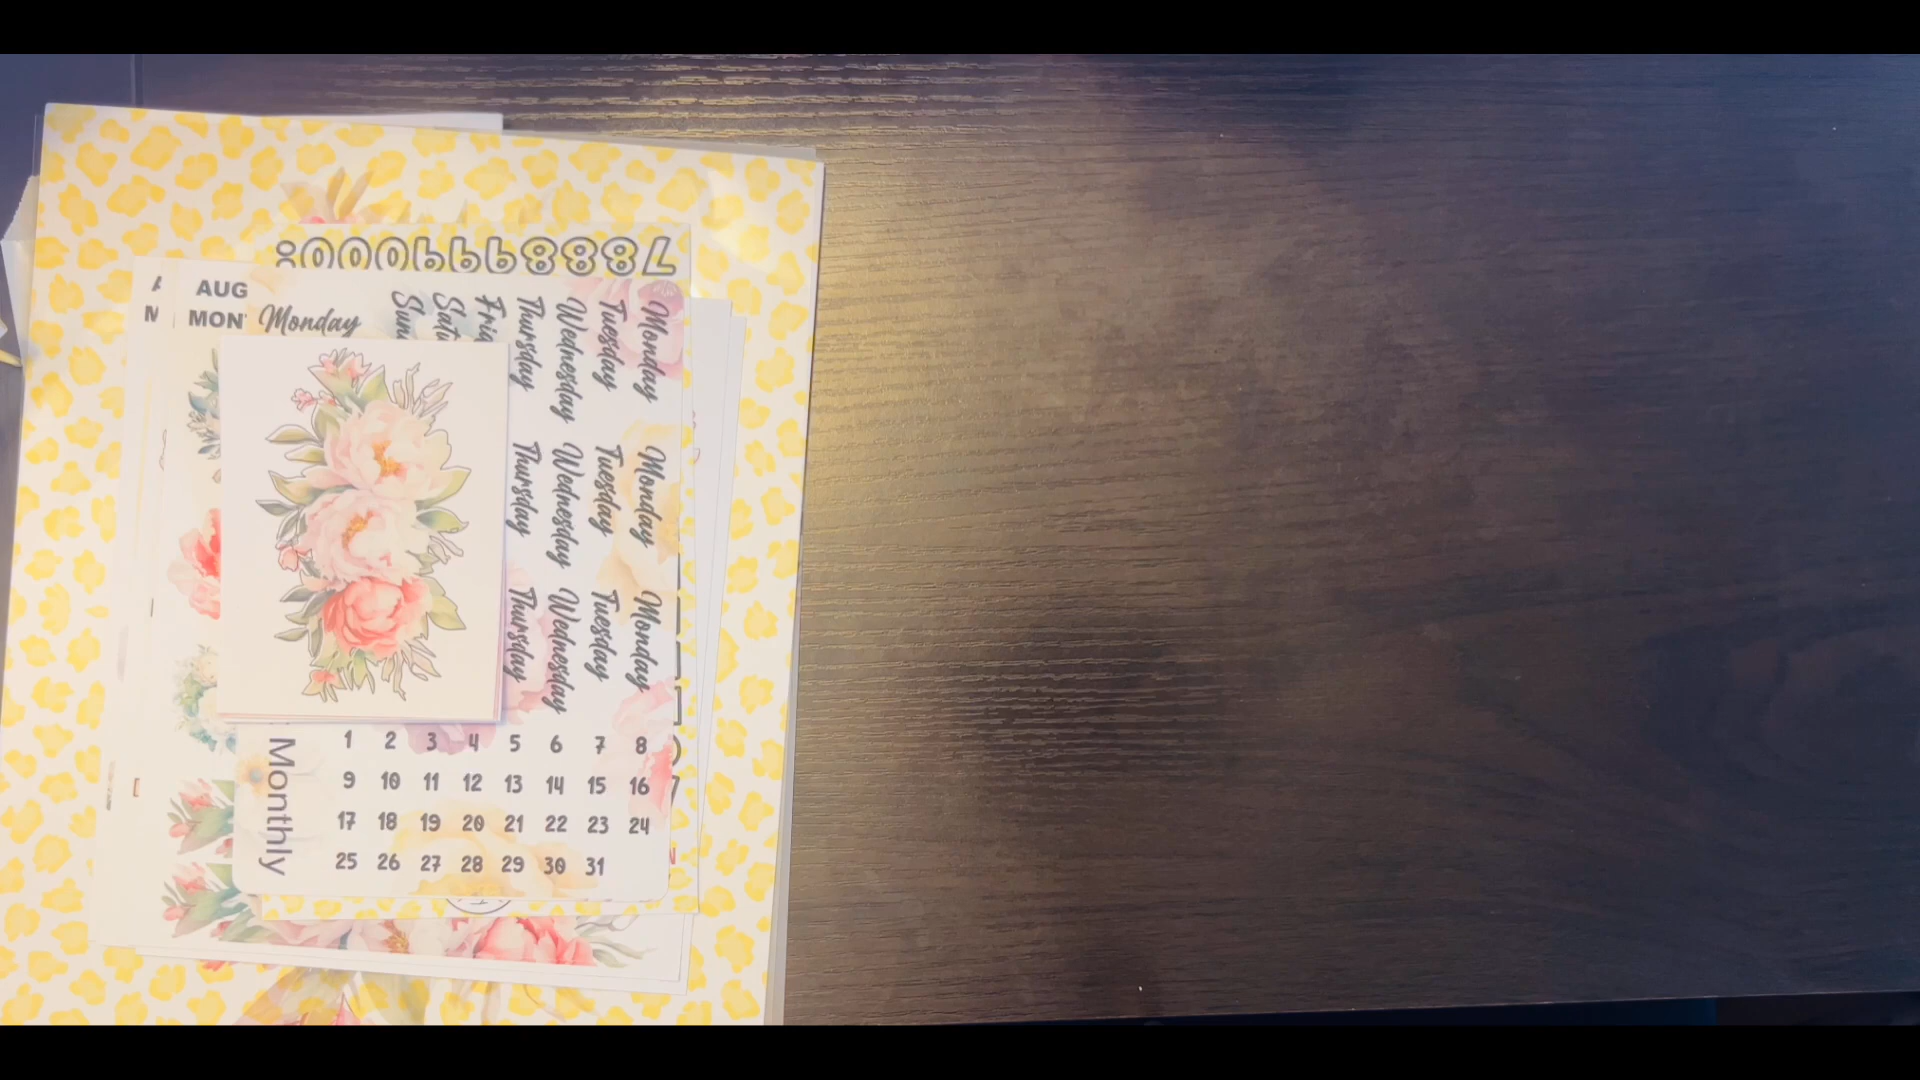 788899900000:
AUG
MON
Monday
Monday Monday Monday
Tuesday Tuesday Tuesday
Wednesday Wednesday Wednesday
Thursday Thursday Thursday
Monthly
1 2 3 4 5 6 7 8
9 10 11 12 13 14 15 16
17 18 19 20 21 22 23 24
25 26 27 28 29 30 31